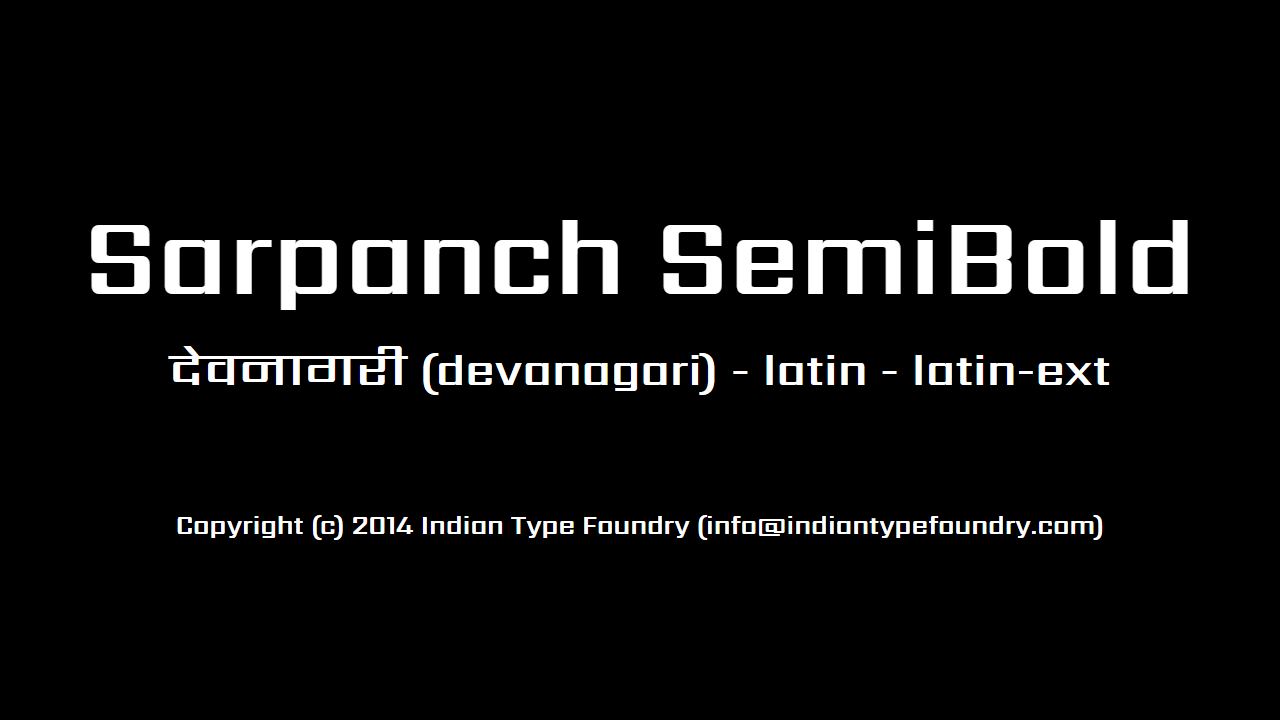 Sarpanch SemiBold
देवनागरी (devanagari) - latin - latin-ext
Copyright (c) 2014 Indian Type Foundry (info@indiantypefoundry.com)